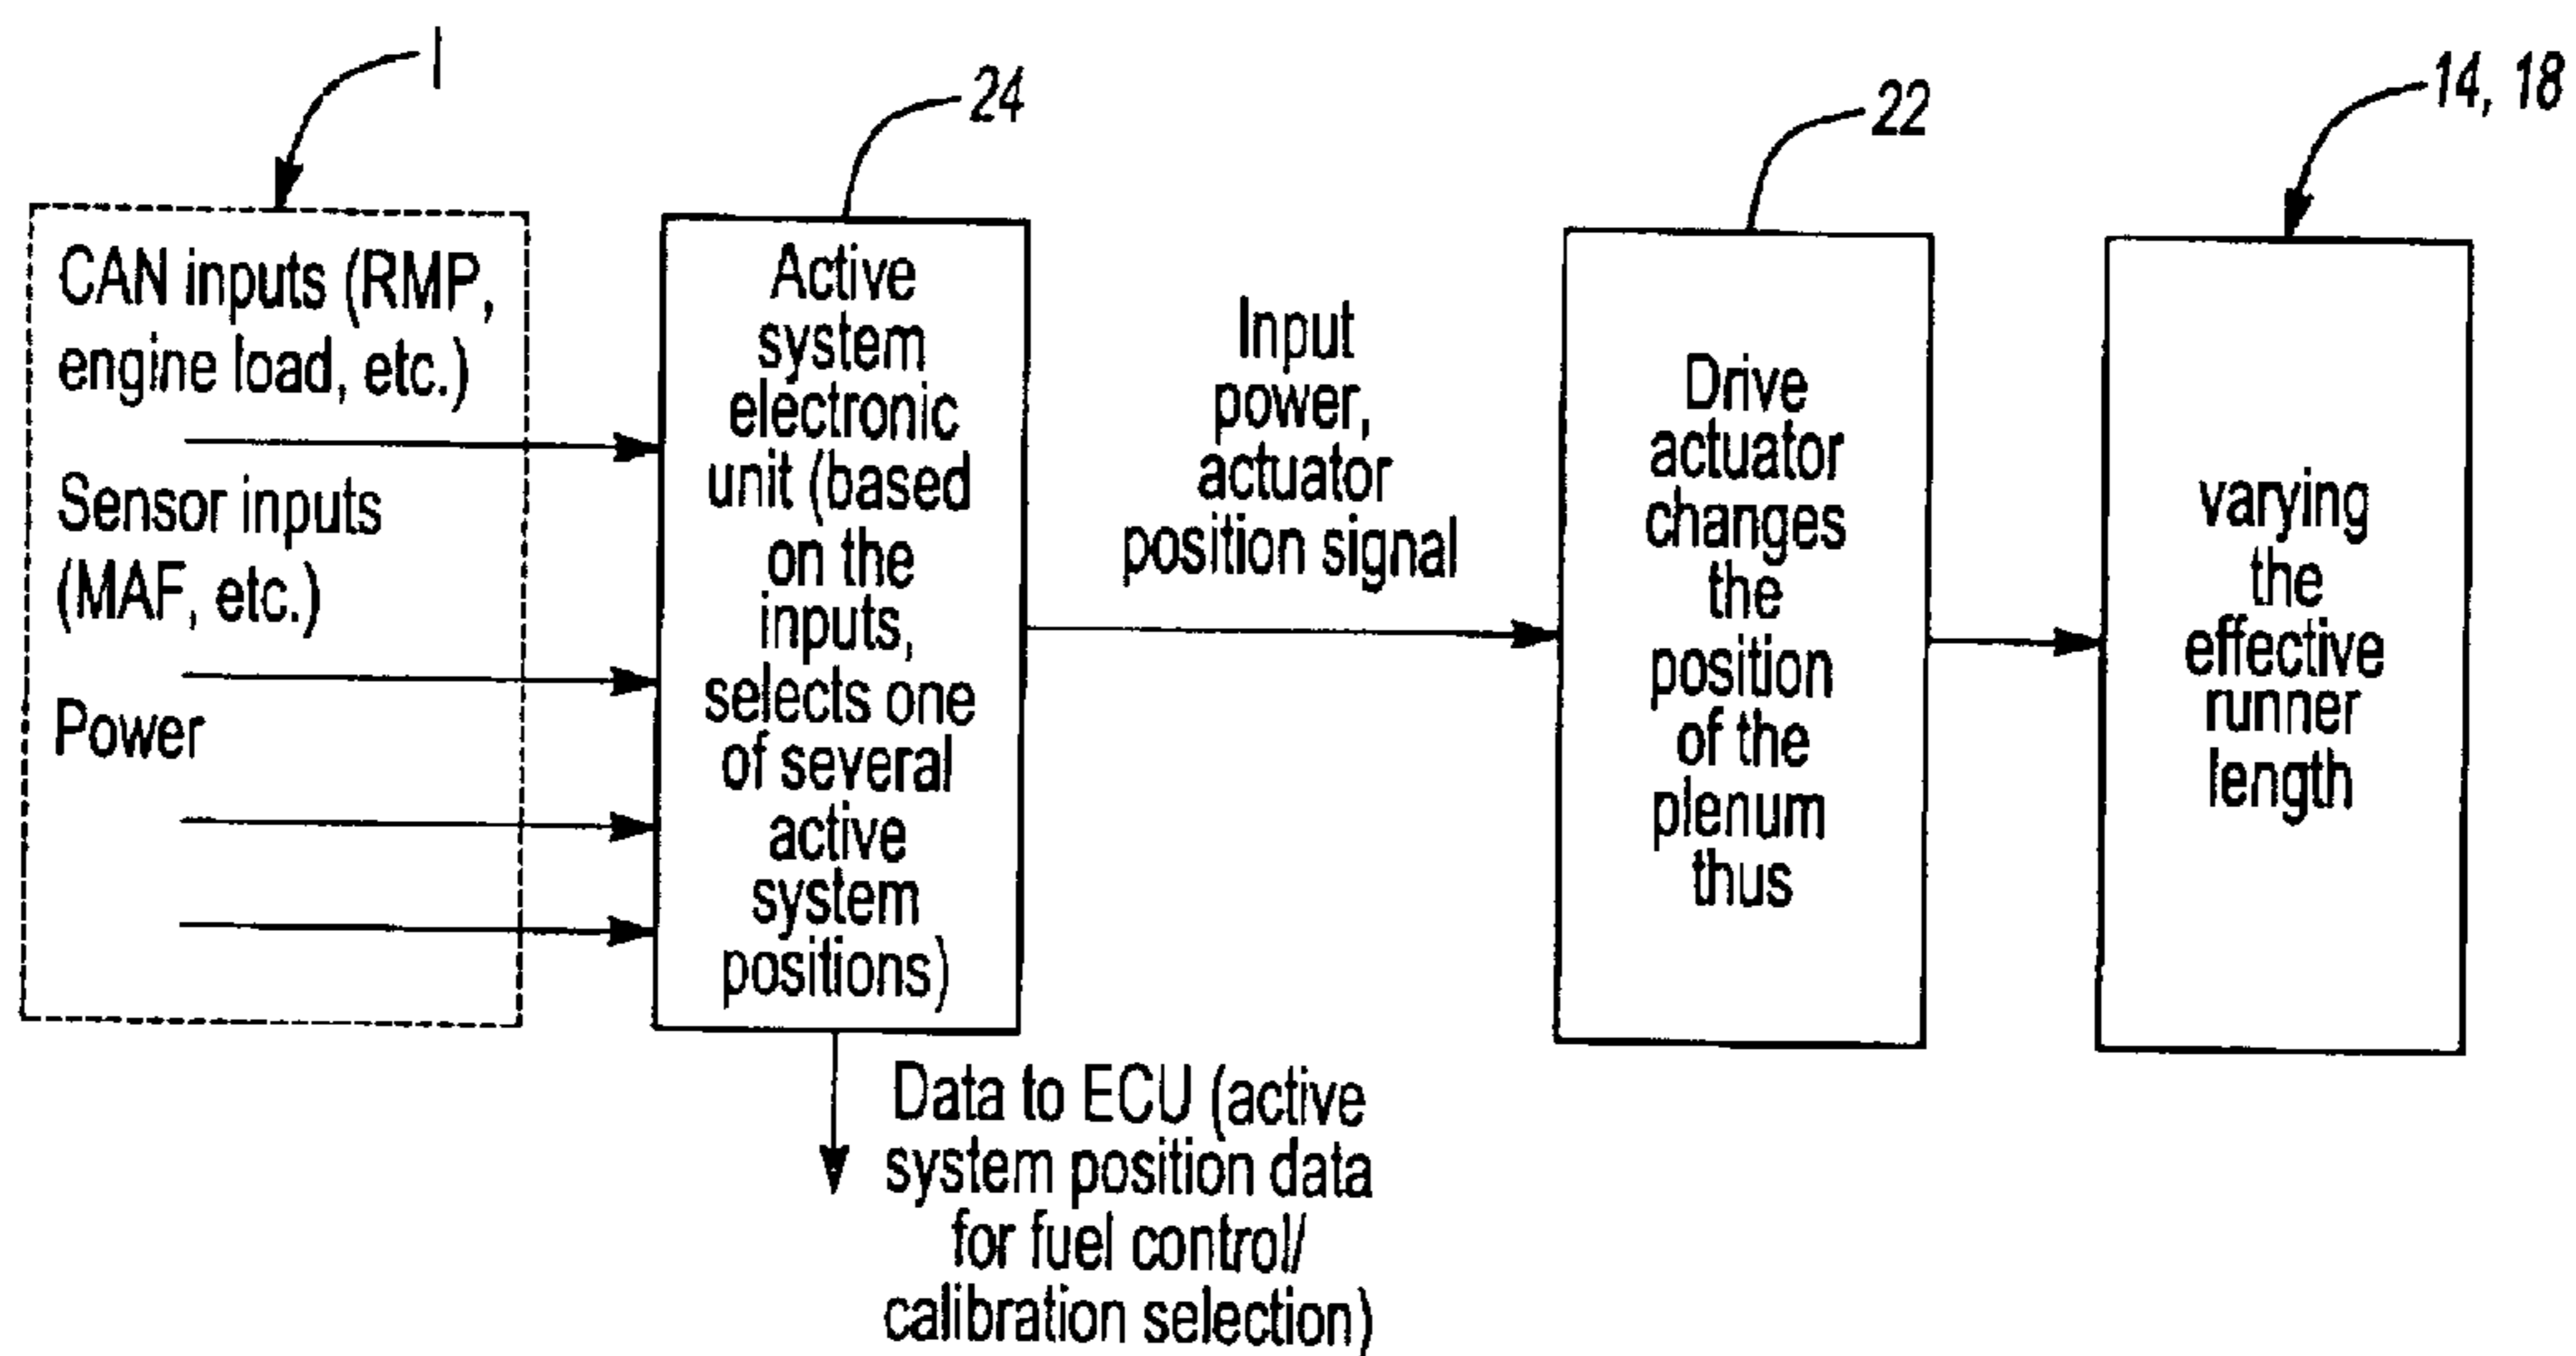 1
24
22
14, 18
CAN inputs (RMP,
engine load, etc.)
Sensor inputs
(MAF, etc.)
Power
Active
system
electronic
unit (based
on the
inputs,
selects one
of several
active
system
positions)
Input
power,
actuator
position signal
Drive
actuator
changes
the
position
of the
plenum
thus
varying
the
effective
runner
length
Data to ECU (active
system position data
for fuel control/
calibration selection)